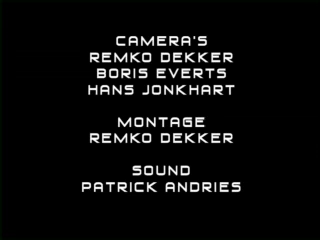 CAMERA'S
REMKO DEKKER
BORIS EVERTS
HANS JONKHART
MONTAGE
REMKO DEKKER
SOUND
PATRICK ANDRIES